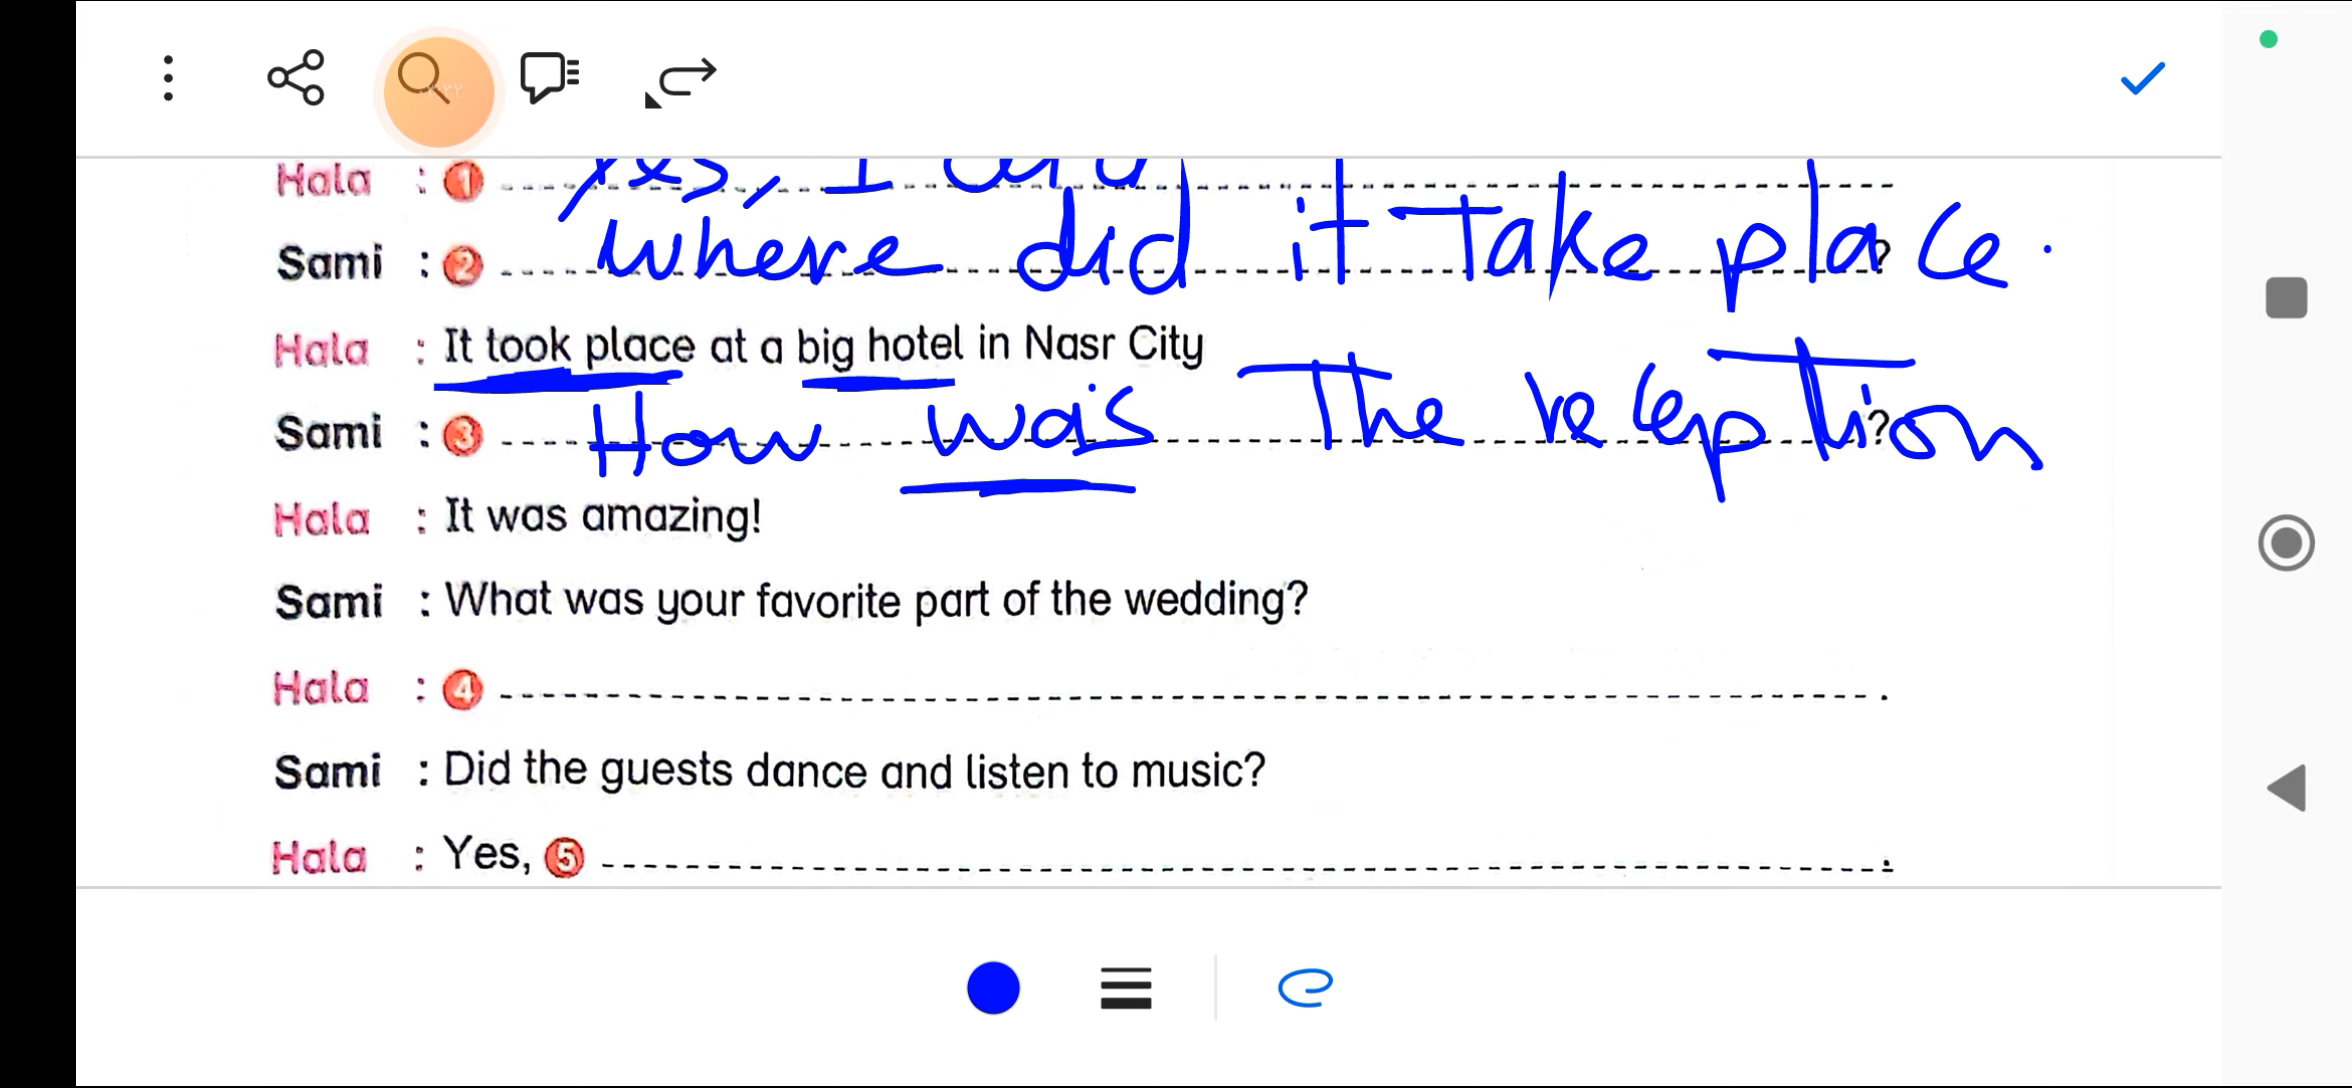 Hala : 1 Yes, I did
Sami : 2 where did it take place. ?
Hala : It took place at a big hotel in Nasr City
Sami : 3 How was The reception ?
Hala : It was amazing!
Sami : What was your favorite part of the wedding?
Hala : 4 .
Sami : Did the guests dance and listen to music?
Hala : Yes, 5 .